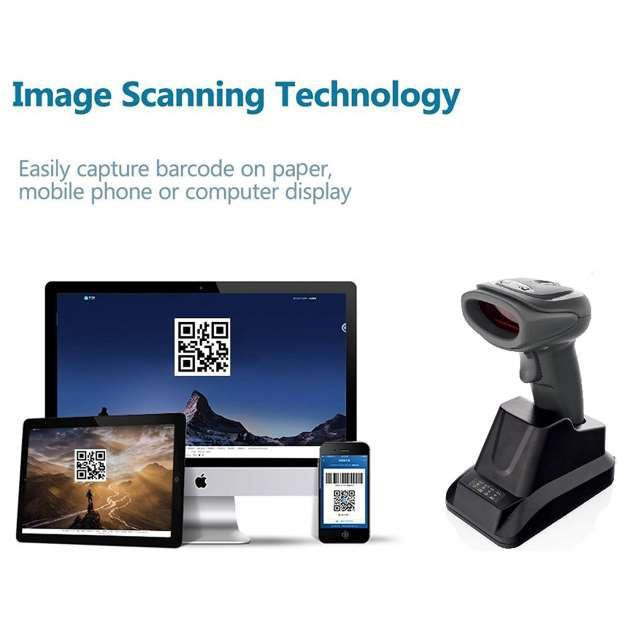 Image Scanning Technology
Easily capture barcode on paper,
mobile phone or computer display